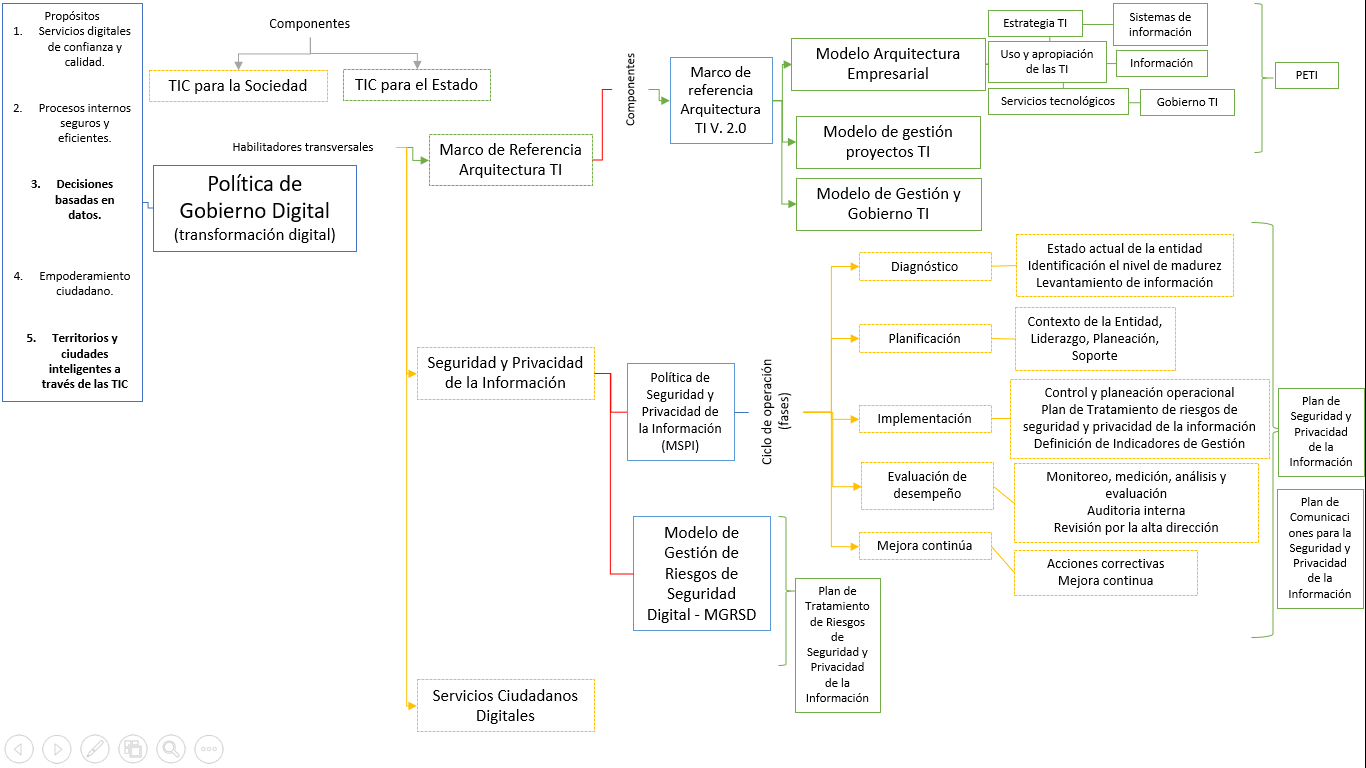 Propósitos
1. Servicios digitales
de confianza y
calidad.
2. Procesos internos
seguros y
eficientes.
3. Decisiones
basadas en
datos.
4. Empoderamiento
ciudadano.
5. Territorios y
ciudades
inteligentes a
través de las TIC
Componentes
TIC para la Sociedad
TIC para el Estado
Habilitadores transversales
Política de
Gobierno Digital
(transformación digital)
Marco de Referencia
Arquitectura TI
Componentes
Marco de
referencia
Arquitectura
TI V. 2.0
Modelo Arquitectura
Empresarial
Modelo de gestión
proyectos TI
Modelo de Gestión y
Gobierno TI
Estrategia TI
Uso y apropiación
de las TI
Servicios tecnológicos
Sistemas de
información
Información
Gobierno TI
PETI
Seguridad y Privacidad
de la Información
Política de
Seguridad y
Privacidad de
la Información
(MSPI)
Ciclo de operación
(fases)
Diagnóstico
Estado actual de la entidad
Identificación el nivel de madurez
Levantamiento de información
Planificación
Contexto de la Entidad,
Liderazgo, Planeación,
Soporte
Implementación
Control y planeación operacional
Plan de Tratamiento de riesgos de
seguridad y privacidad de la información
Definición de Indicadores de Gestión
Evaluación de
desempeño
Monitoreo, medición, análisis y
evaluación
Auditoria interna
Revisión por la alta dirección
Mejora continúa
Acciones correctivas
Mejora continua
Plan de
Seguridad y
Privacidad
de la
Información
Plan de
Comunicaci
ones para la
Seguridad y
Privacidad
de la
Información
Modelo de
Gestión de
Riesgos de
Seguridad
Digital - MGRSD
Plan de
Tratamiento
de Riesgos
de
Seguridad y
Privacidad
de la
Información
Servicios Ciudadanos
Digitales